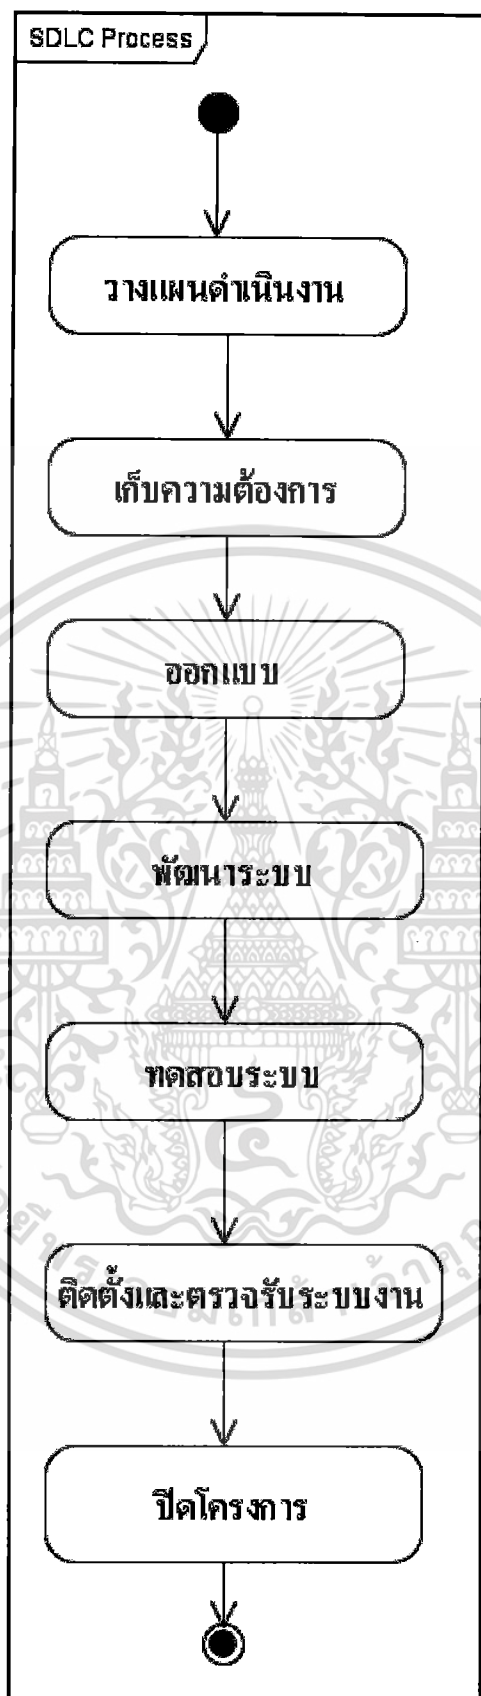 SDLC Process
วางแผนดำเนินงาน
เก็บความต้องการ
ออกแบบ
พัฒนาระบบ
ทดสอบระบบ
ติดตั้งและตรวจรับระบบงาน
ปิดโครงการ